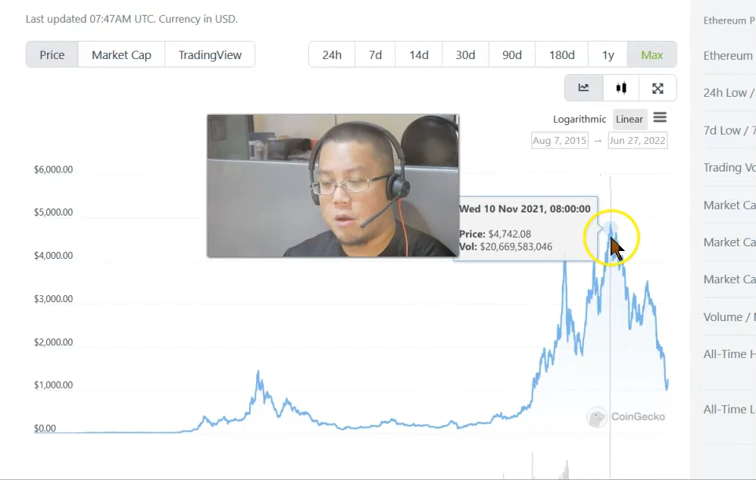 Last updated 07:47AM UTC. Currency in USD.
Ethereum P
Price Market Cap TradingView 24h 7d 14d 30d 90d 180d 1y Max
Ethereum
24h Low /
Logarithmic Linear
7d Low / 7
Aug 7, 2015 → Jun 27, 2022
$6,000.00
Trading Vo
$5,000.00
Wed 10 Nov 2021, 08:00:00
Market Ca
Price: $4,742.08
Vol: $20,669,583,046
Market Ca
$4,000.00
Market Ca
$3,000.00
Volume / M
$2,000.00
All-Time H
$1,000.00
All-Time L
CoinGecko
$0.00